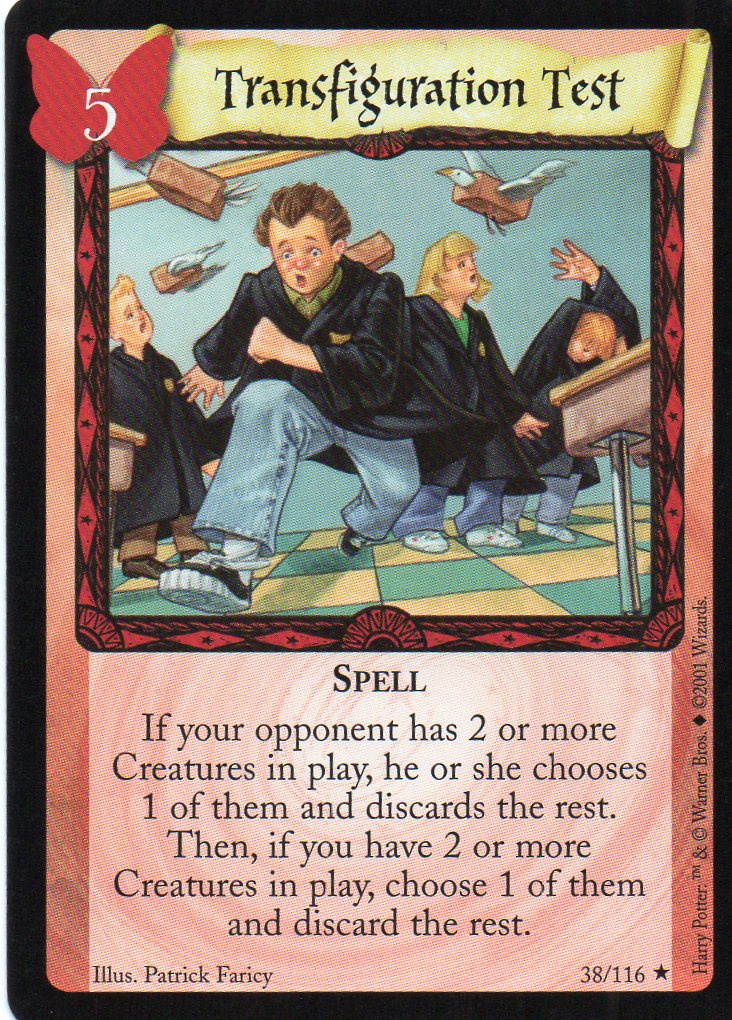 5
Transfiguration Test
SPELL
If your opponent has 2 or more
Creatures in play, he or she chooses
1 of them and discards the rest.
Then, if you have 2 or more
Creatures in play, choose 1 of them
and discard the rest.
Illus. Patrick Faricy
38/116 ★
Harry Potter: ™ & © Warner Bros. ◆ ©2001 Wizards.